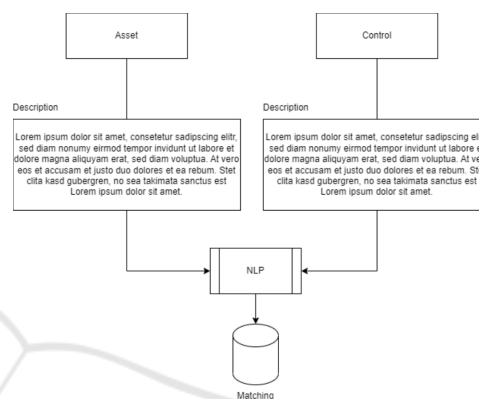 Asset
Control
Description
Description
Lorem ipsum dolor sit amet, consetetur sadipscing elitr,
sed diam nonumy eirmod tempor invidunt ut labore et
dolore magna aliquyam erat, sed diam voluptua. At vero
eos et accusam et justo duo dolores et ea rebum. Stet
clita kasd gubergren, no sea takimata sanctus est
Lorem ipsum dolor sit amet.
Lorem ipsum dolor sit amet, consetetur sadipscing
sed diam nonumy eirmod tempor invidunt ut labore
dolore magna aliquyam erat, sed diam voluptua. At
eos et accusam et justo duo dolores et ea rebum.
clita kasd gubergren, no sea takimata sanctus est
Lorem ipsum dolor sit amet.
NLP
Matching